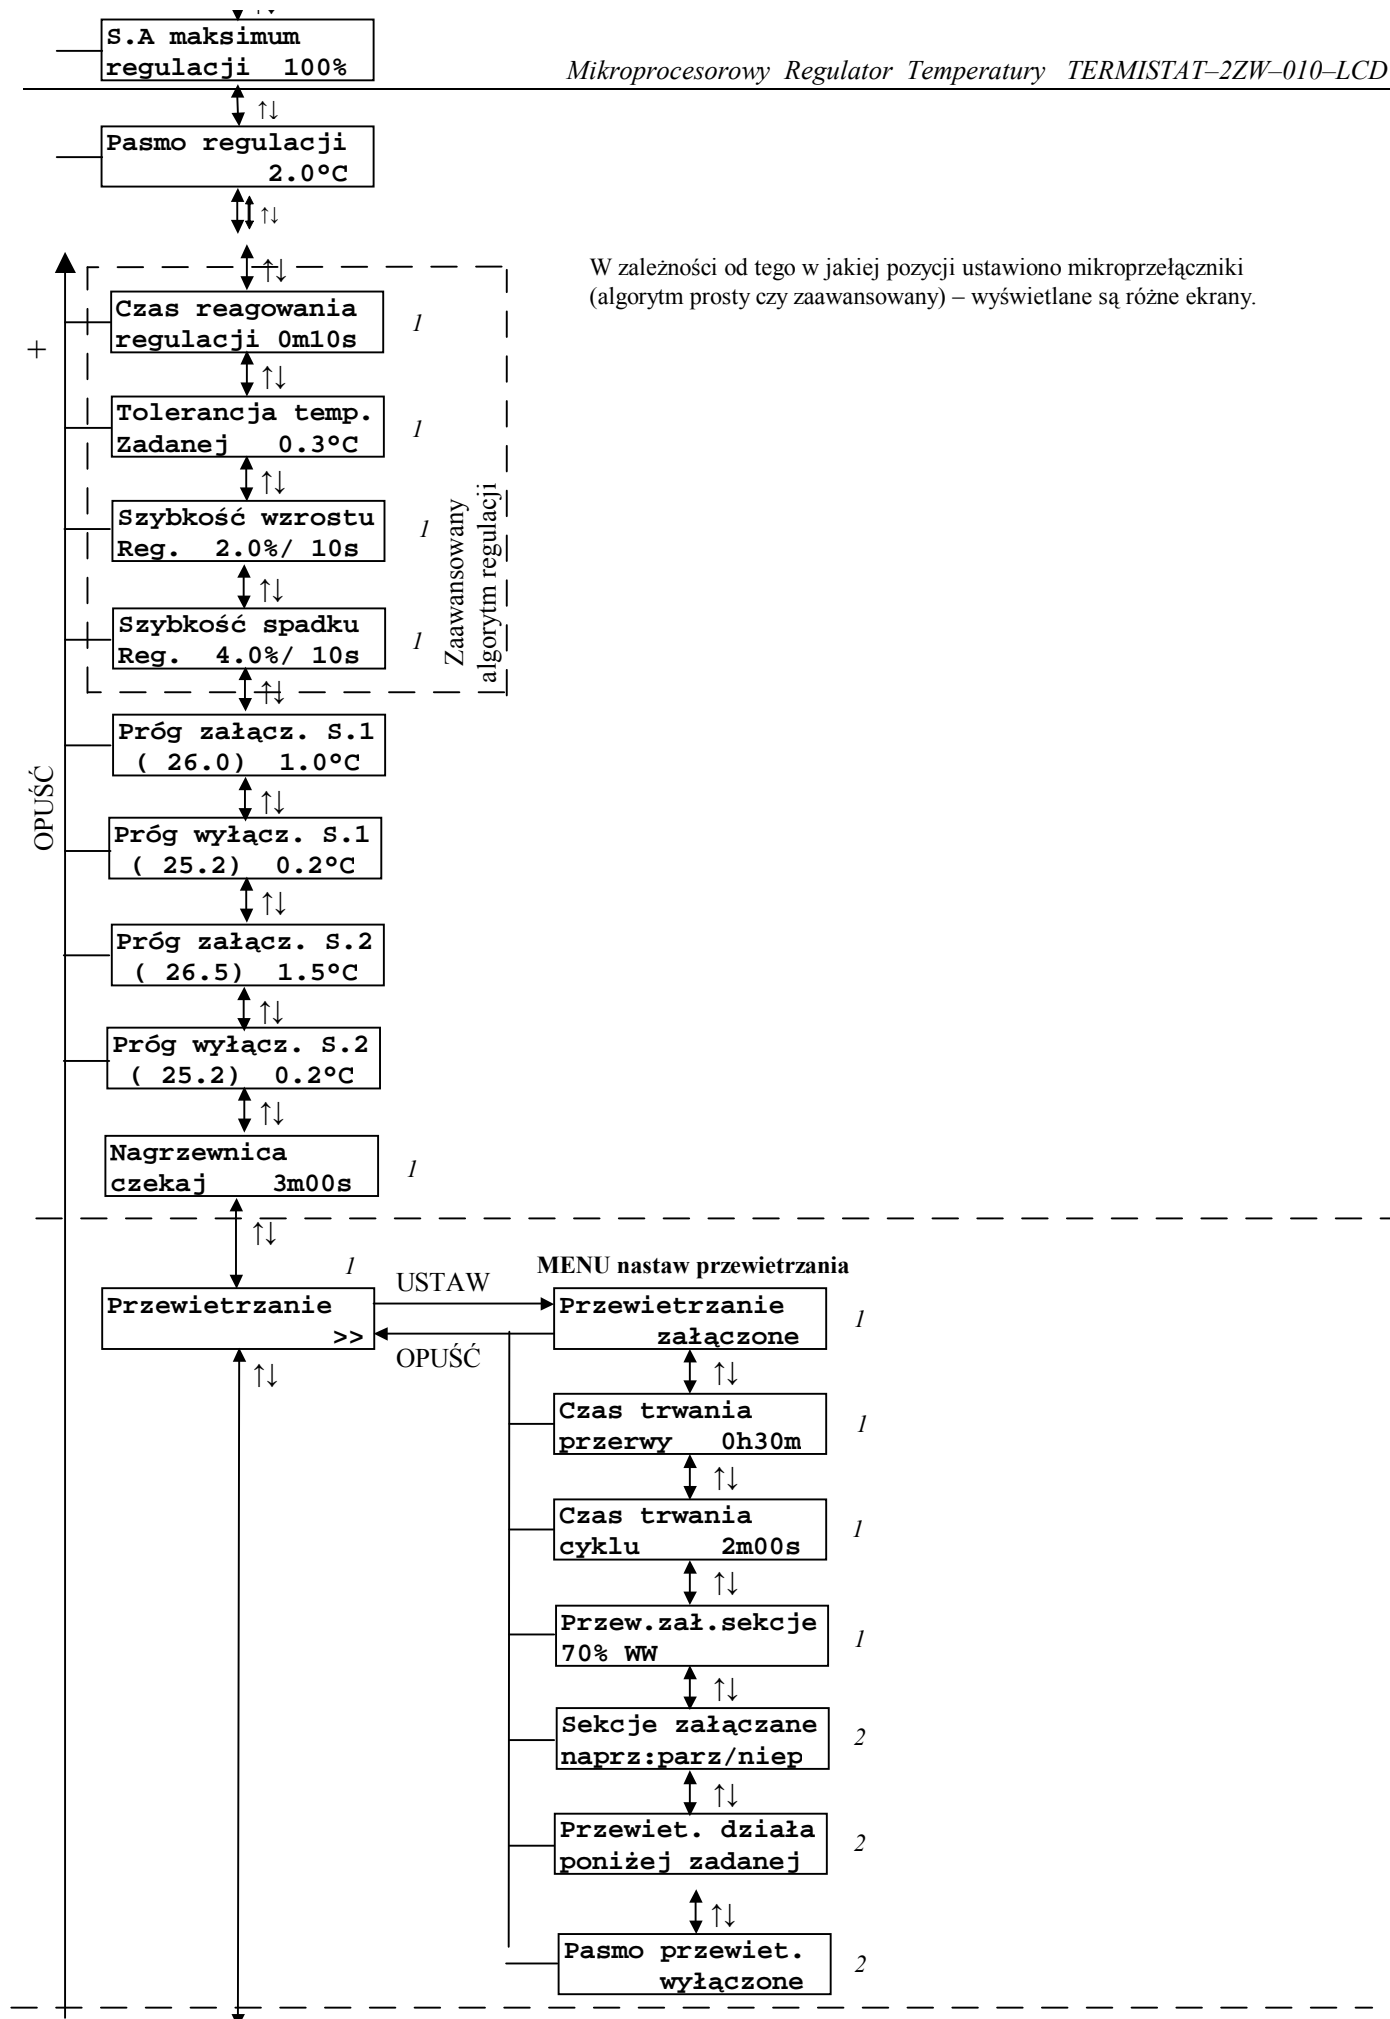 S.A maksimum
regulacji 100%
Mikroprocesorowy Regulator Temperatury TERMISTAT–2ZW–010–LCD
↑↓
Pasmo regulacji
2.0°C
↑↓
↑↓
W zależności od tego w jakiej pozycji ustawiono mikroprzełączniki
(algorytm prosty czy zaawansowany) – wyświetlane są różne ekrany.
Czas reagowania
regulacji 0m10s
1
+
↑↓
Tolerancja temp.
Zadanej 0.3°C
1
↑↓
Szybkość wzrostu
Reg. 2.0%/ 10s
1
↑↓
Szybkość spadku
Reg. 4.0%/ 10s
1
Zaawansowany
algorytm regulacji
↑↓
Próg załącz. S.1
( 26.0) 1.0°C
↑↓
OPUŚĆ
Próg wyłącz. S.1
( 25.2) 0.2°C
↑↓
Próg załącz. S.2
( 26.5) 1.5°C
↑↓
Próg wyłącz. S.2
( 25.2) 0.2°C
↑↓
Nagrzewnica
czekaj 3m00s
1
↑↓
1
Przewietrzanie
>>
USTAW
OPUŚĆ
↑↓
MENU nastaw przewietrzania
Przewietrzanie
załączone
1
↑↓
Czas trwania
przerwy 0h30m
1
↑↓
Czas trwania
cyklu 2m00s
1
↑↓
Przew.zał.sekcje
70% WW
1
↑↓
Sekcje załączane
naprz:parz/niep
2
↑↓
Przewiet. działa
poniżej zadanej
2
↑↓
Pasmo przewiet.
wyłączone
2